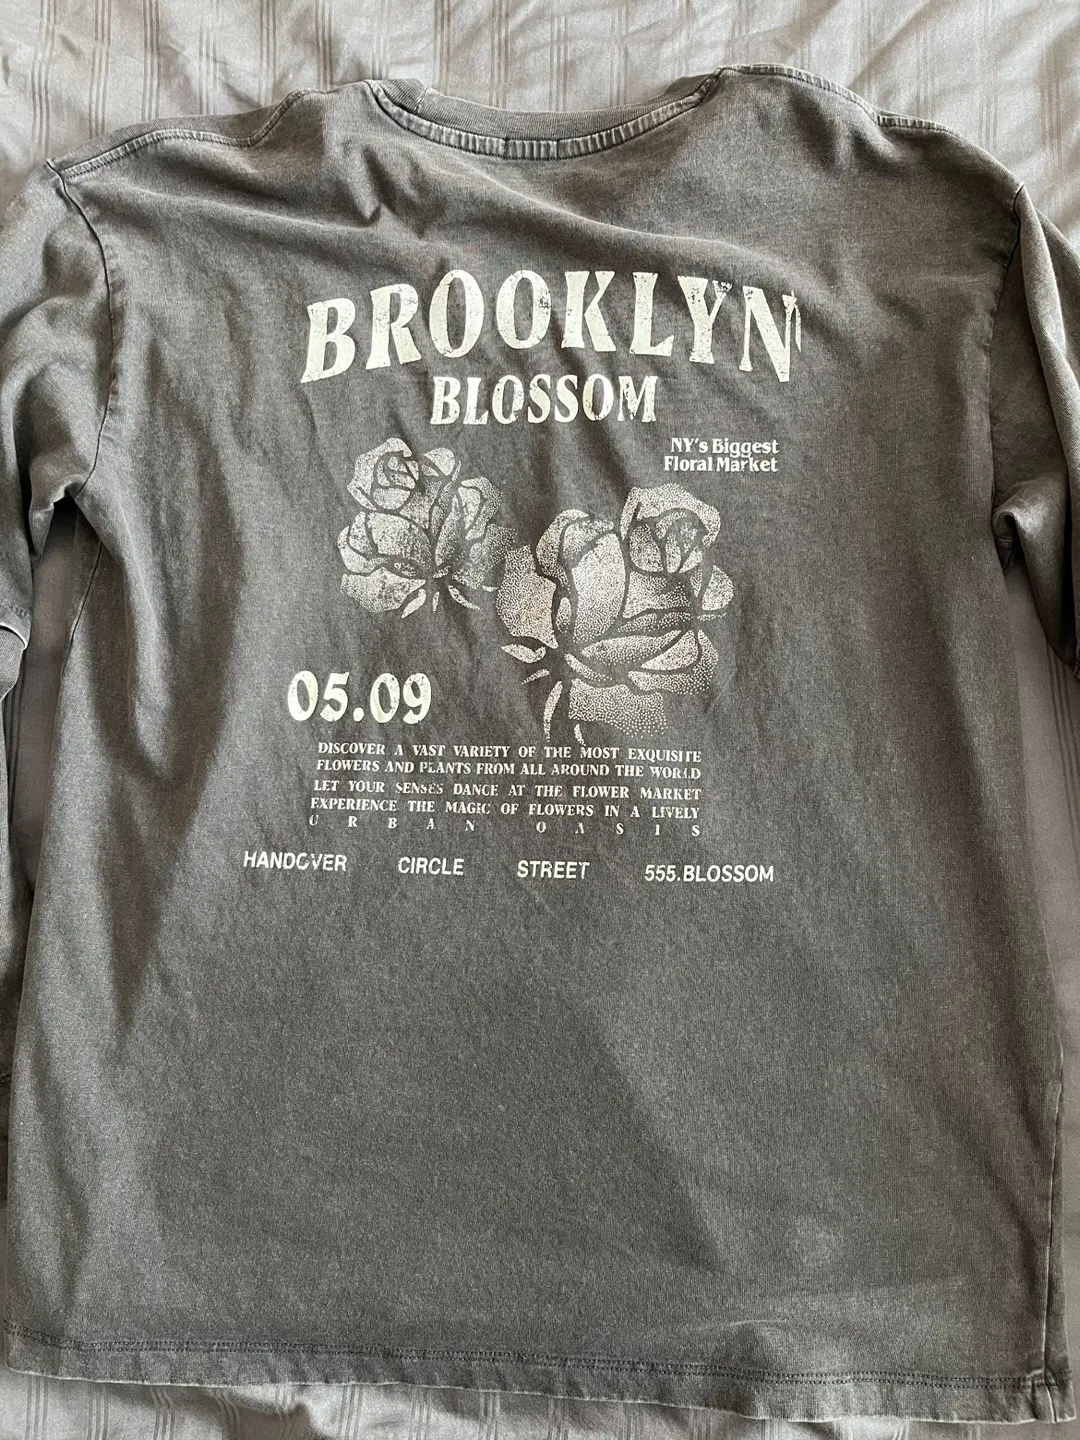 BROOKLYN
BLOSSOM
NY's Biggest
Floral Market
05.09
DISCOVER A VAST VARIETY OF THE MOST EXQUISITE
FLOWERS AND PLANTS FROM ALL AROUND THE WORLD
LET YOUR SENSES DANCE AT THE FLOWER MARKET
EXPERIENCE THE MAGIC OF FLOWERS IN A LIVELY
URBAN OASIS
HANDOVER CIRCLE STREET 555.BLOSSOM